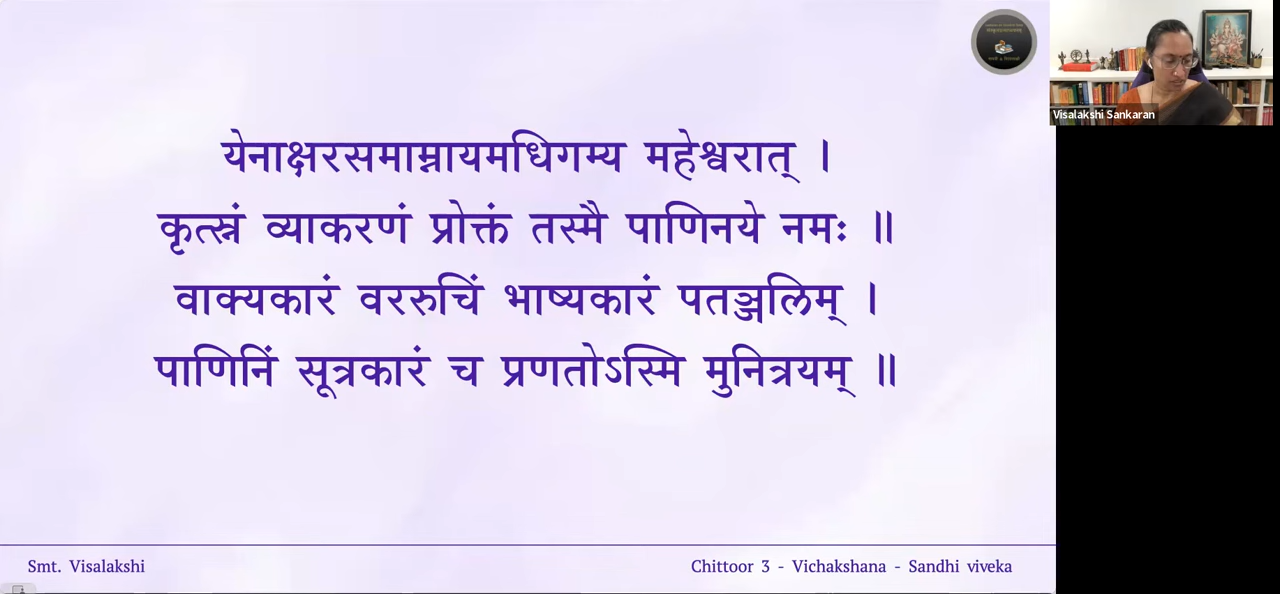 येनाक्षरसमाम्नायमधिगम्य महेश्वरात् ।
कृत्स्नं व्याकरणं प्रोक्तं तस्मै पाणिनये नमः ॥
वाक्यकारं वररुचिं भाष्यकारं पतञ्जलिम् ।
पाणिनिं सूत्रकारं च प्रणतोऽस्मि मुनित्रयम् ॥
Visalakshi Sankaran
Smt. Visalakshi
Chittoor 3 - Vichakshana - Sandhi viveka